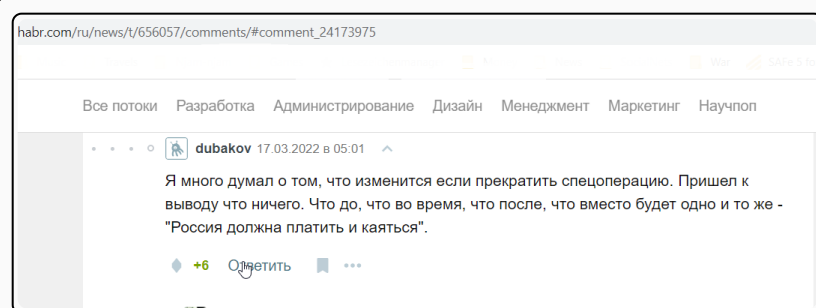 habr.com/ru/news/t/656057/comments/#comment_24173975
Все потоки Разработка Администрирование Дизайн Менеджмент Маркетинг Научпоп
dubakov 17.03.2022 в 05:01
Я много думал о том, что изменится если прекратить спецоперацию. Пришел к
выводу что ничего. Что до, что во время, что после, что вместо будет одно и то же -
"Россия должна платить и каяться".
+6 Ответить